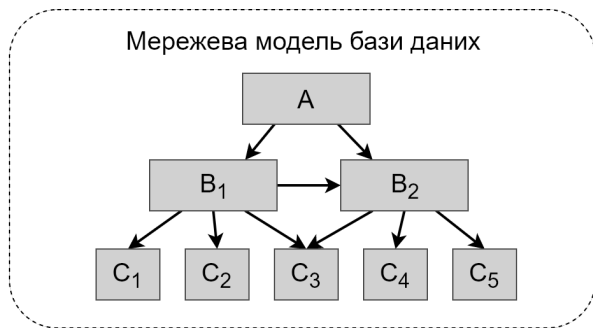 Мережева модель бази даних
A
B₁ B₂
C₁ C₂ C₃ C₄ C₅